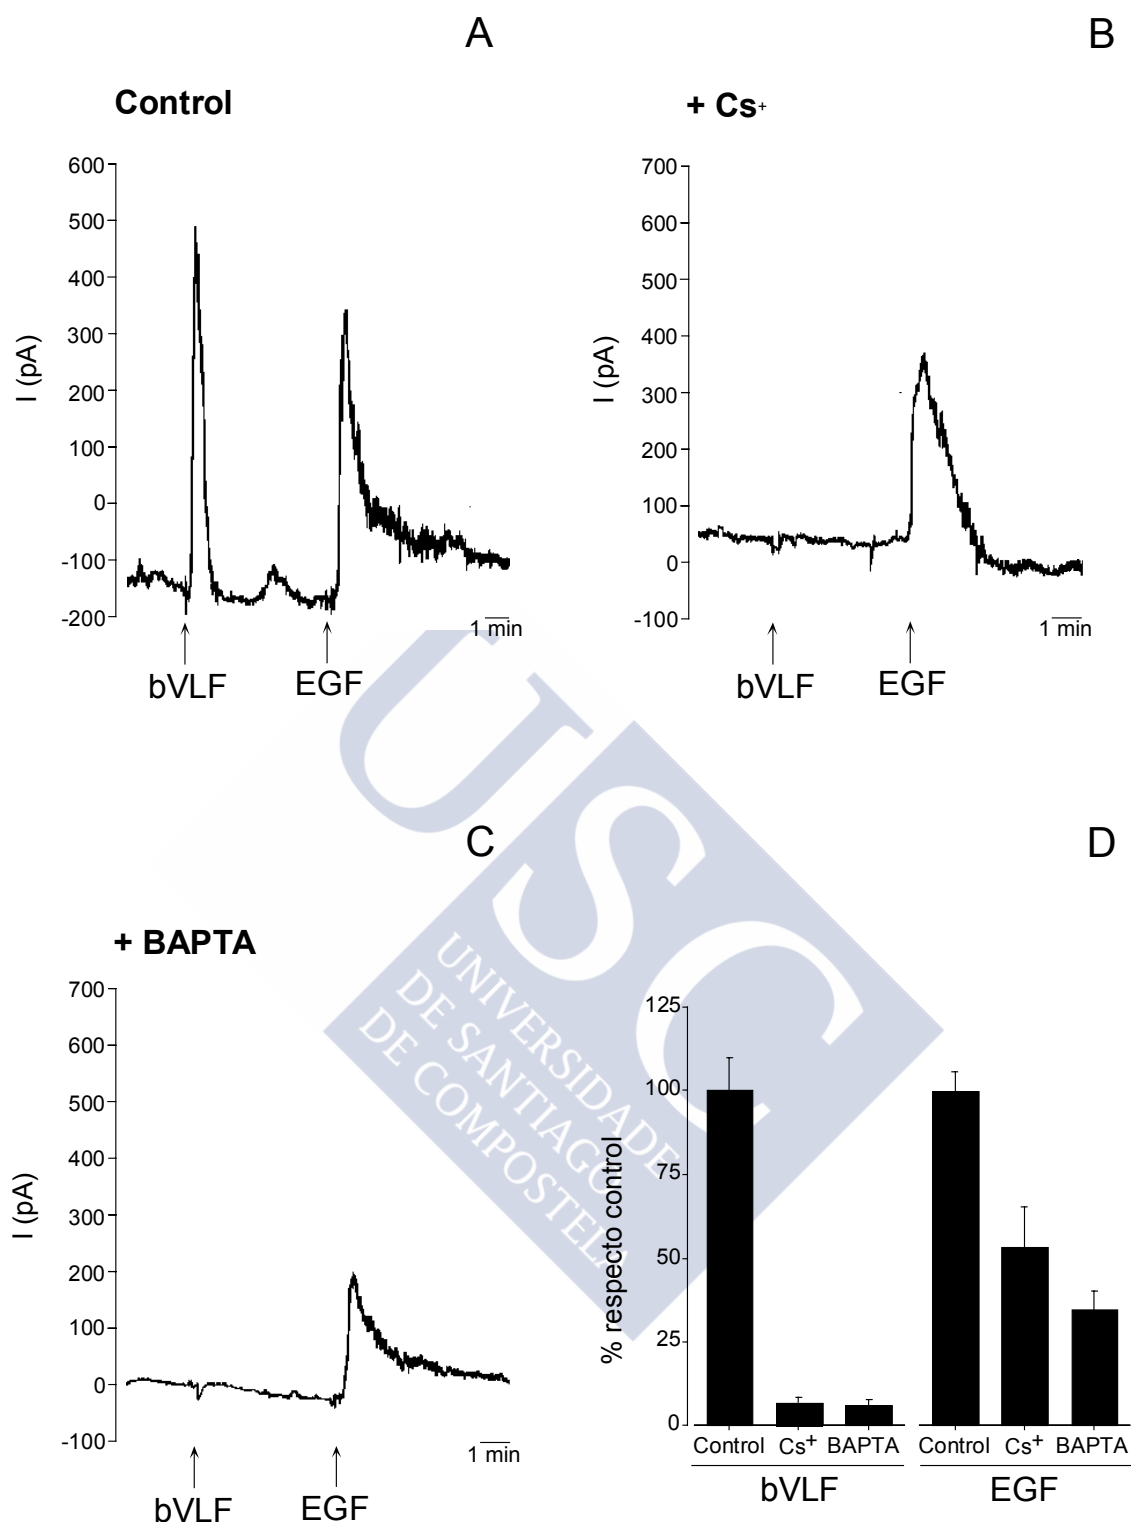 A
Control
600
500
400
300
200
100
0
-100
-200
I (pA)
1 min
bVLF
EGF
B
+ Cs+
700
600
500
400
300
200
100
0
-100
I (pA)
1 min
bVLF
EGF
C
+ BAPTA
700
600
500
400
300
200
100
0
-100
I (pA)
1 min
bVLF
EGF
D
125
100
75
50
25
0
% respecto control
Control Cs+ BAPTA
bVLF
Control Cs+ BAPTA
EGF
USC
UNIVERSIDADE
DE SANTIAGO
DE COMPOSTELA